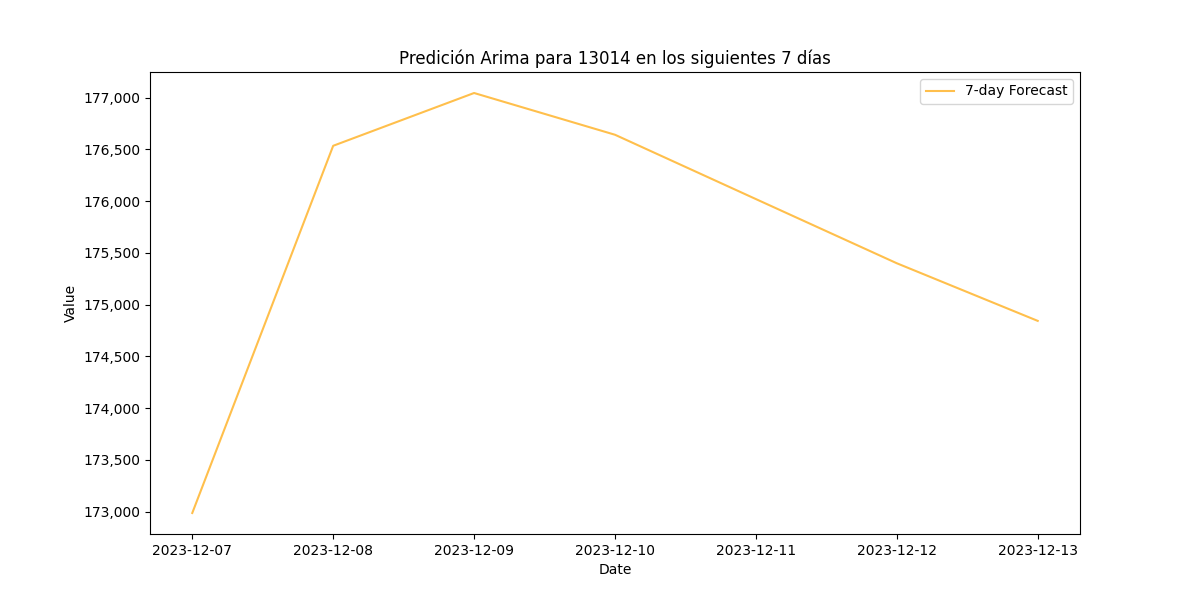 Predición Arima para 13014 en los siguientes 7 días
7-day Forecast
177,000
176,500
176,000
175,500
175,000
174,500
174,000
173,500
173,000
Value
2023-12-07 2023-12-08 2023-12-09 2023-12-10 2023-12-11 2023-12-12 2023-12-13
Date